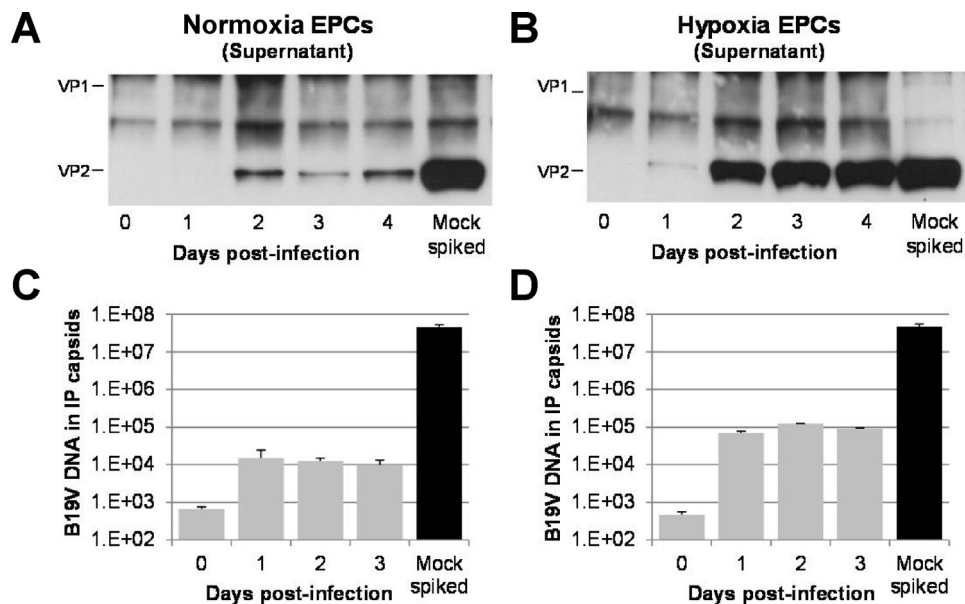 A
Normoxia EPCs
(Supernatant)
VP1
VP2
0 1 2 3 4 Mock
spiked
Days post-infection
B
Hypoxia EPCs
(Supernatant)
VP1
VP2
0 1 2 3 4 Mock
spiked
Days post-infection
C
B19V DNA in IP capsids
1.E+08
1.E+07
1.E+06
1.E+05
1.E+04
1.E+03
1.E+02
0 1 2 3 Mock
spiked
Days post-infection
D
B19V DNA in IP capsids
1.E+08
1.E+07
1.E+06
1.E+05
1.E+04
1.E+03
1.E+02
0 1 2 3 Mock
spiked
Days post-infection